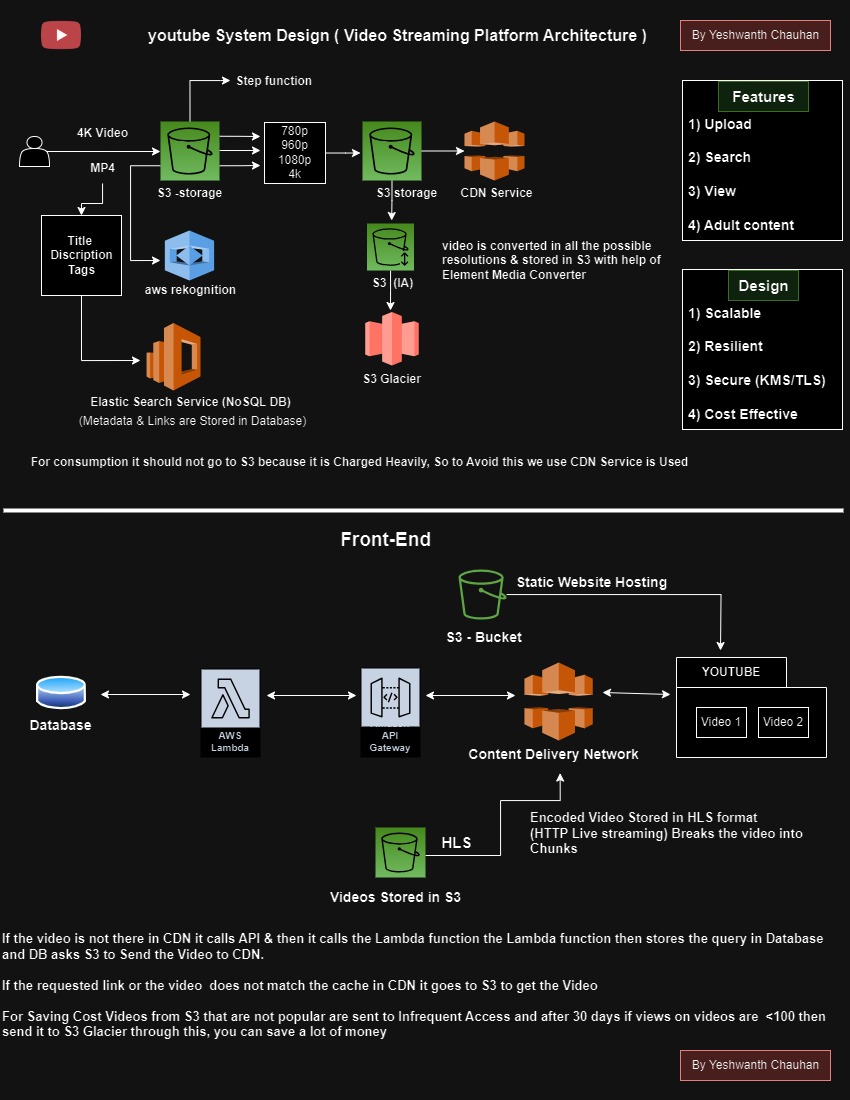 youtube System Design ( Video Streaming Platform Architecture )
By Yeshwanth Chauhan
Step function
4K Video
MP4
S3 -storage
780p
960p
1080p
4k
S3 storage
CDN Service
Features
1) Upload
2) Search
3) View
4) Adult content
Title
Discription
Tags
aws rekognition
S3 (IA)
video is converted in all the possible
resolutions & stored in S3 with help of
Element Media Converter
S3 Glacier
Design
1) Scalable
2) Resilient
3) Secure (KMS/TLS)
4) Cost Effective
Elastic Search Service (NoSQL DB)
(Metadata & Links are Stored in Database)
For consumption it should not go to S3 because it is Charged Heavily, So to Avoid this we use CDN Service is Used
Front-End
Static Website Hosting
S3 - Bucket
YOUTUBE
Video 1
Video 2
Database
AWS
Lambda
API
Gateway
Content Delivery Network
HLS
Encoded Video Stored in HLS format
(HTTP Live streaming) Breaks the video into
Chunks
Videos Stored in S3
If the video is not there in CDN it calls API & then it calls the Lambda function the Lambda function then stores the query in Database
and DB asks S3 to Send the Video to CDN.
If the requested link or the video does not match the cache in CDN it goes to S3 to get the Video
For Saving Cost Videos from S3 that are not popular are sent to Infrequent Access and after 30 days if views on videos are <100 then
send it to S3 Glacier through this, you can save a lot of money
By Yeshwanth Chauhan